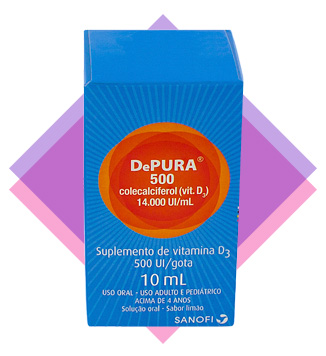 DePURA®
500
colecalciferol (vit. D3)
14.000 UI/mL
Suplemento de vitamina D3
500 UI/gota
10 mL
USO ORAL - USO ADULTO E PEDIÁTRICO
ACIMA DE 4 ANOS
Solução oral - Sabor limão
SANOFI